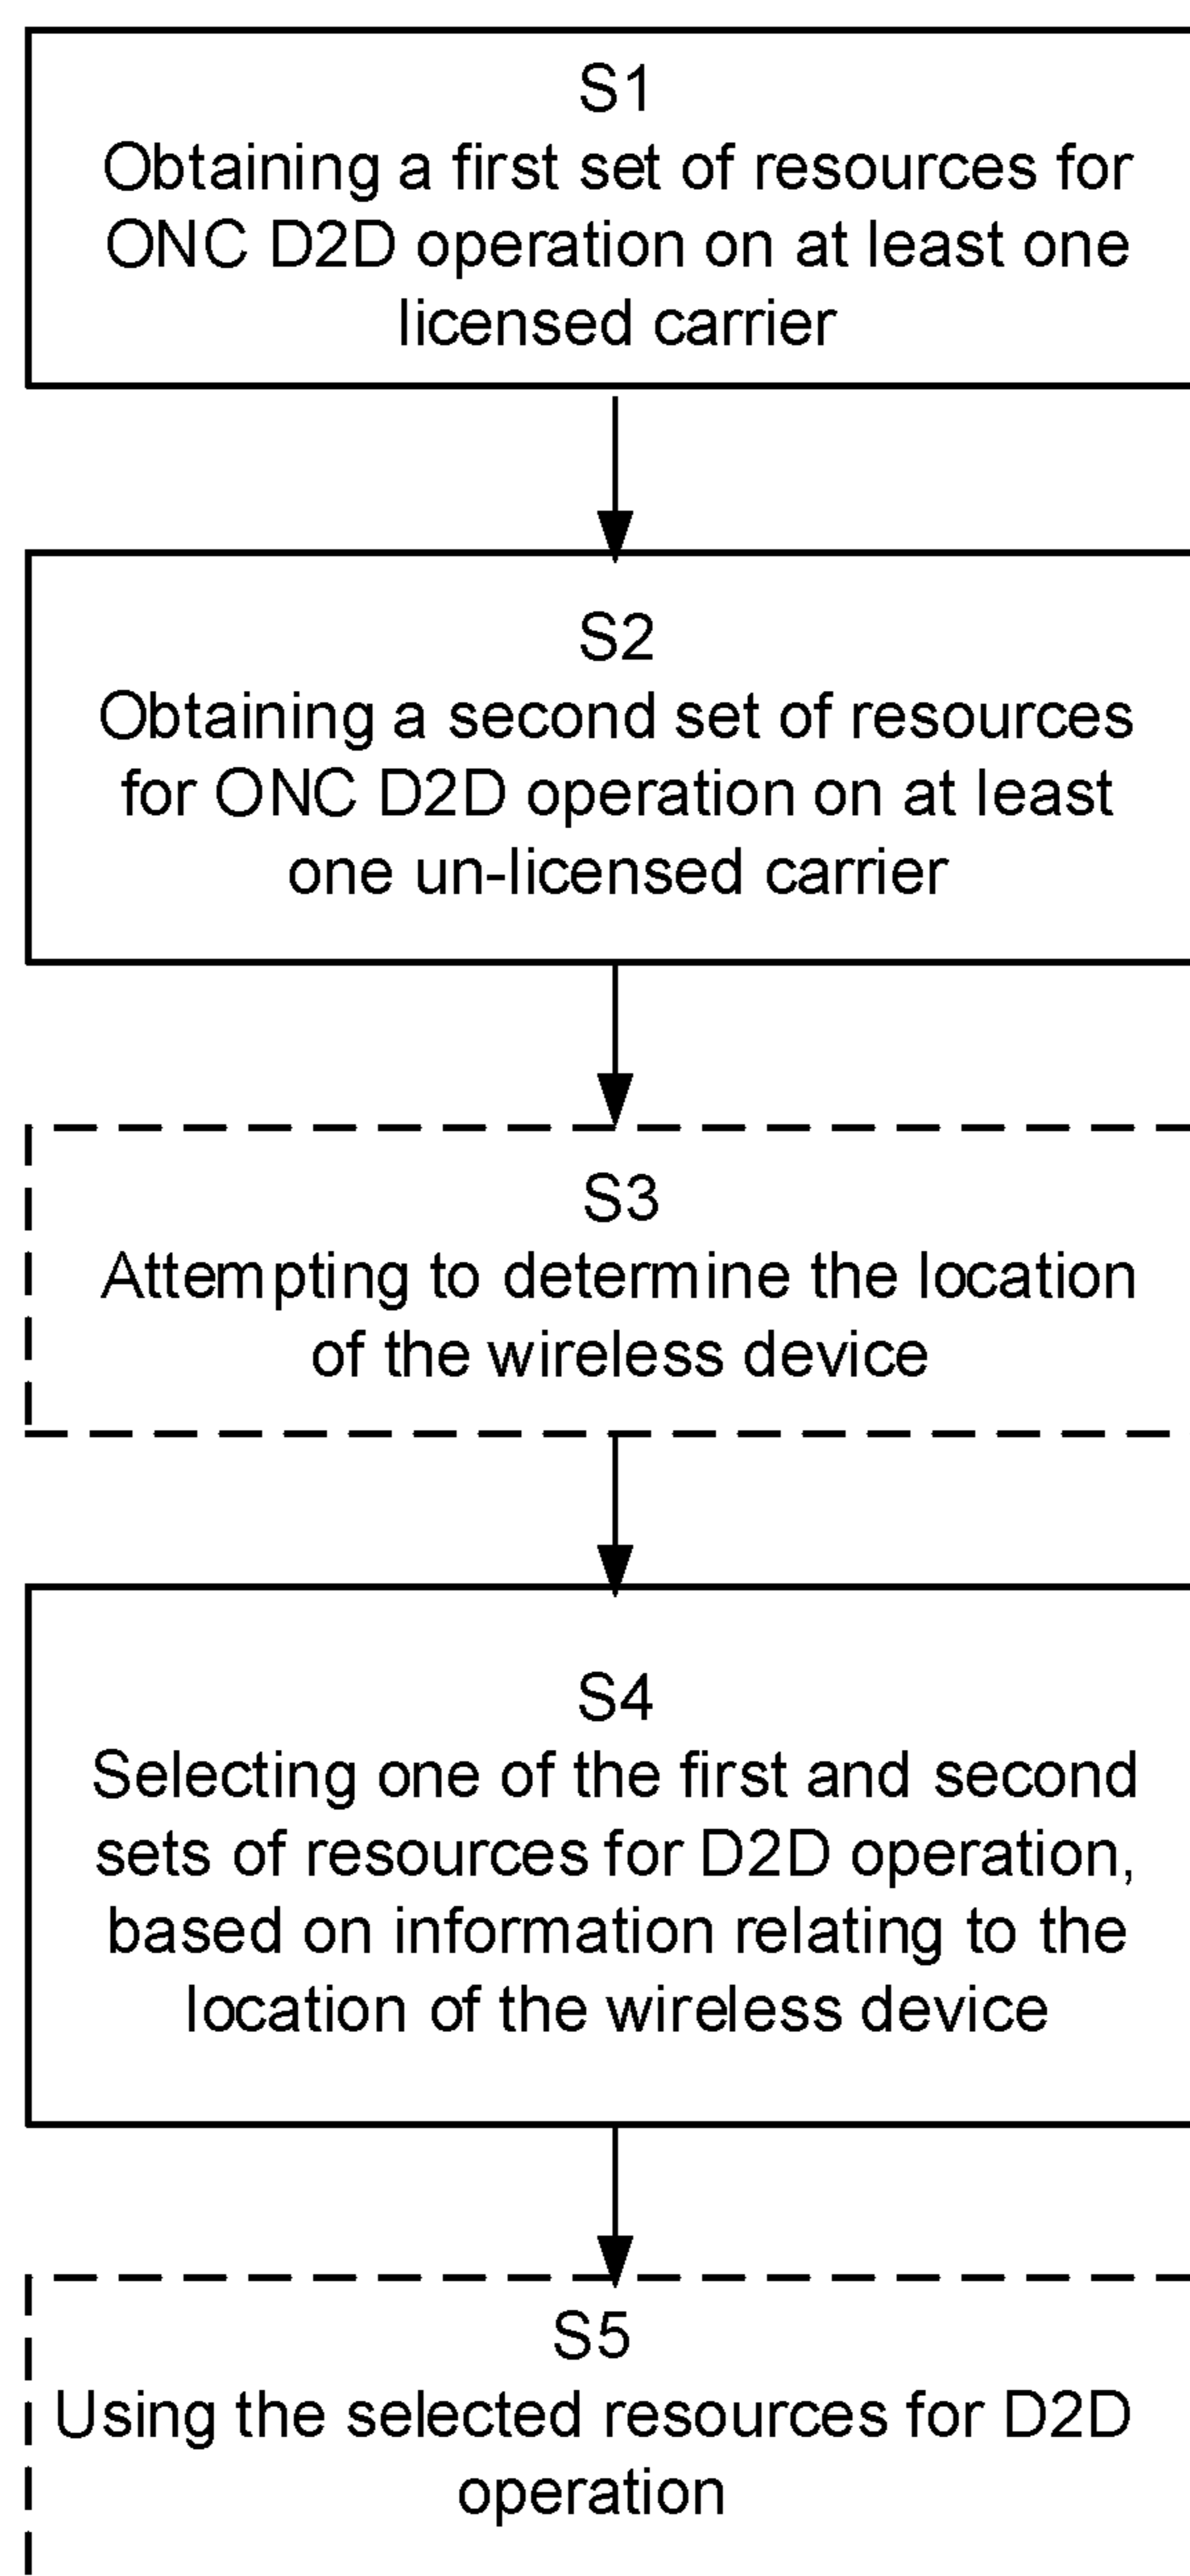 S1
Obtaining a first set of resources for
ONC D2D operation on at least one
licensed carrier
S2
Obtaining a second set of resources
for ONC D2D operation on at least
one un-licensed carrier
S3
Attempting to determine the location
of the wireless device
S4
Selecting one of the first and second
sets of resources for D2D operation,
based on information relating to the
location of the wireless device
S5
Using the selected resources for D2D
operation